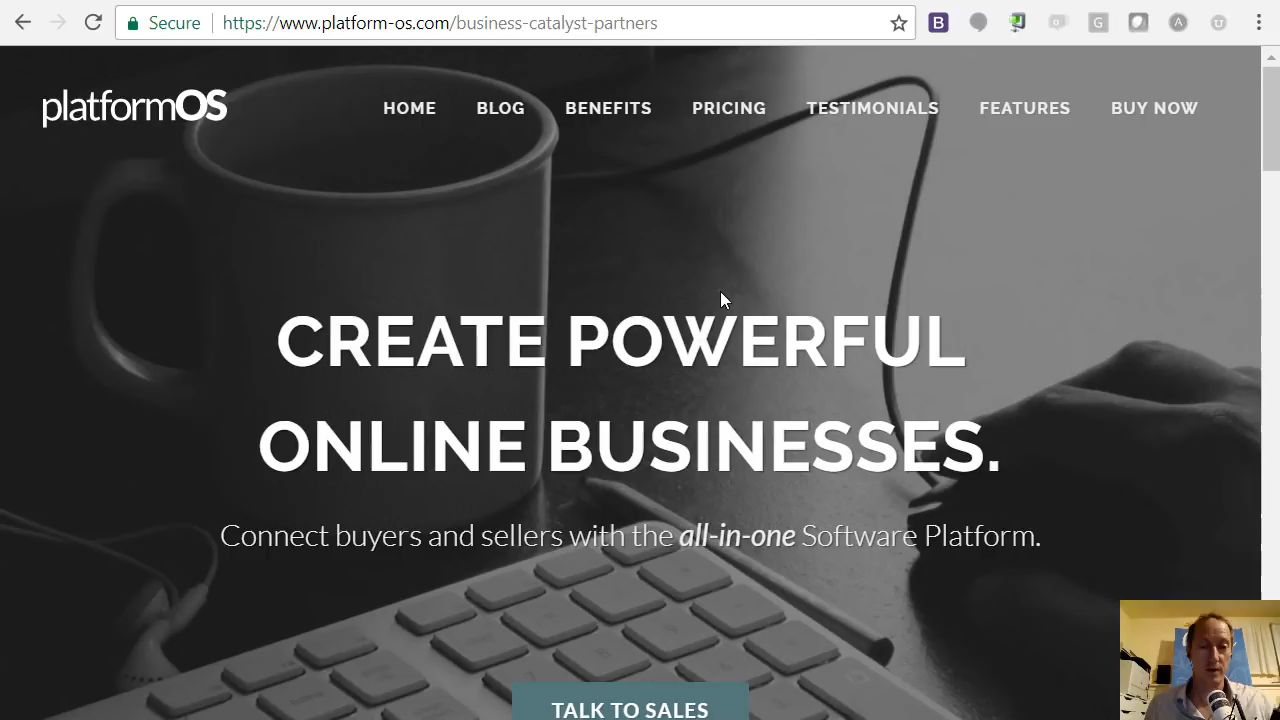 Secure https://www.platform-os.com/business-catalyst-partners
platformOS
HOME BLOG BENEFITS PRICING TESTIMONIALS FEATURES BUY NOW
CREATE POWERFUL
ONLINE BUSINESSES.
Connect buyers and sellers with the all-in-one Software Platform.
TALK TO SALES